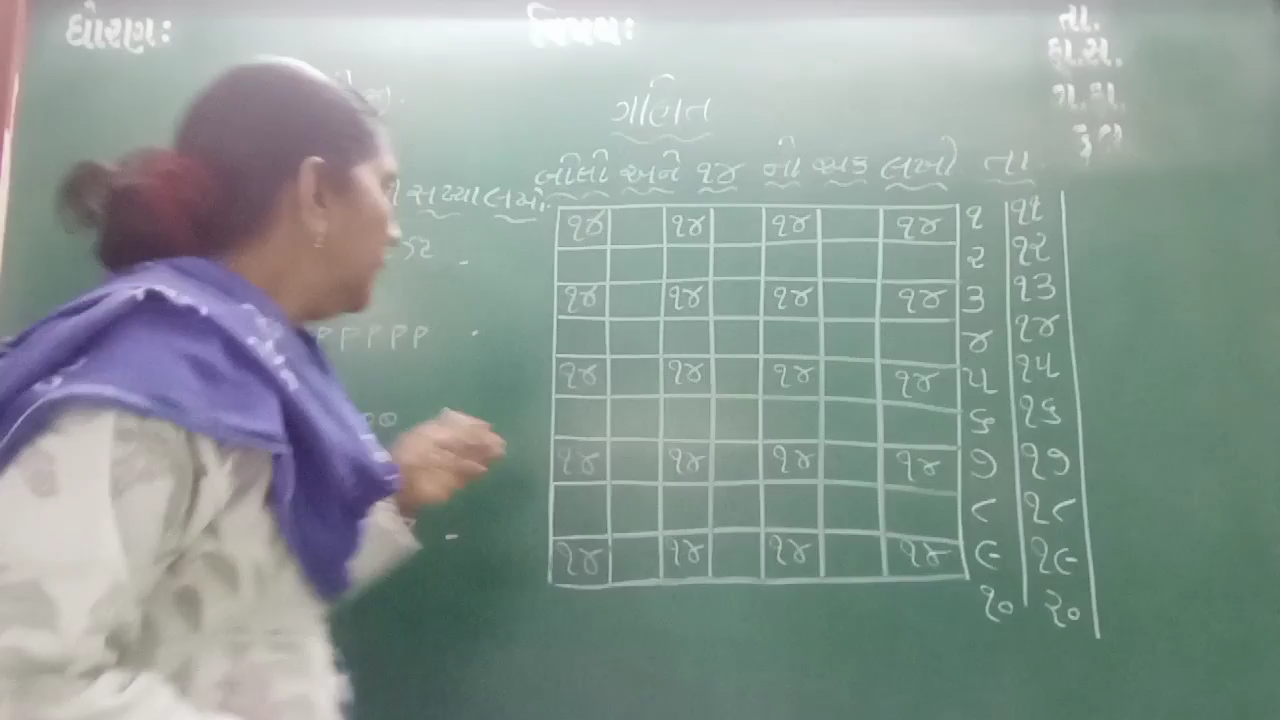 ધોરણ: વિષય: તા.
હા.સ.
ગ.હા.
કુલ
ગણિત
બોલો અને ૧૪ નો અંક લખો તા
સંખ્યા લખો.
૧૪ ૧૪ ૧૪ ૧૪ ૧ ૧૧
૨ ૧૨
૧૪ ૧૪ ૧૪ ૧૪ ૩ ૧૩
૪ ૧૪
૧૪ ૧૪ ૧૪ ૧૪ ૫ ૧૫
૬ ૧૬
૧૪ ૧૪ ૧૪ ૧૪ ૭ ૧૭
૮ ૧૮
૧૪ ૧૪ ૧૪ ૧૪ ૯ ૧૯
૧૦ ૨૦